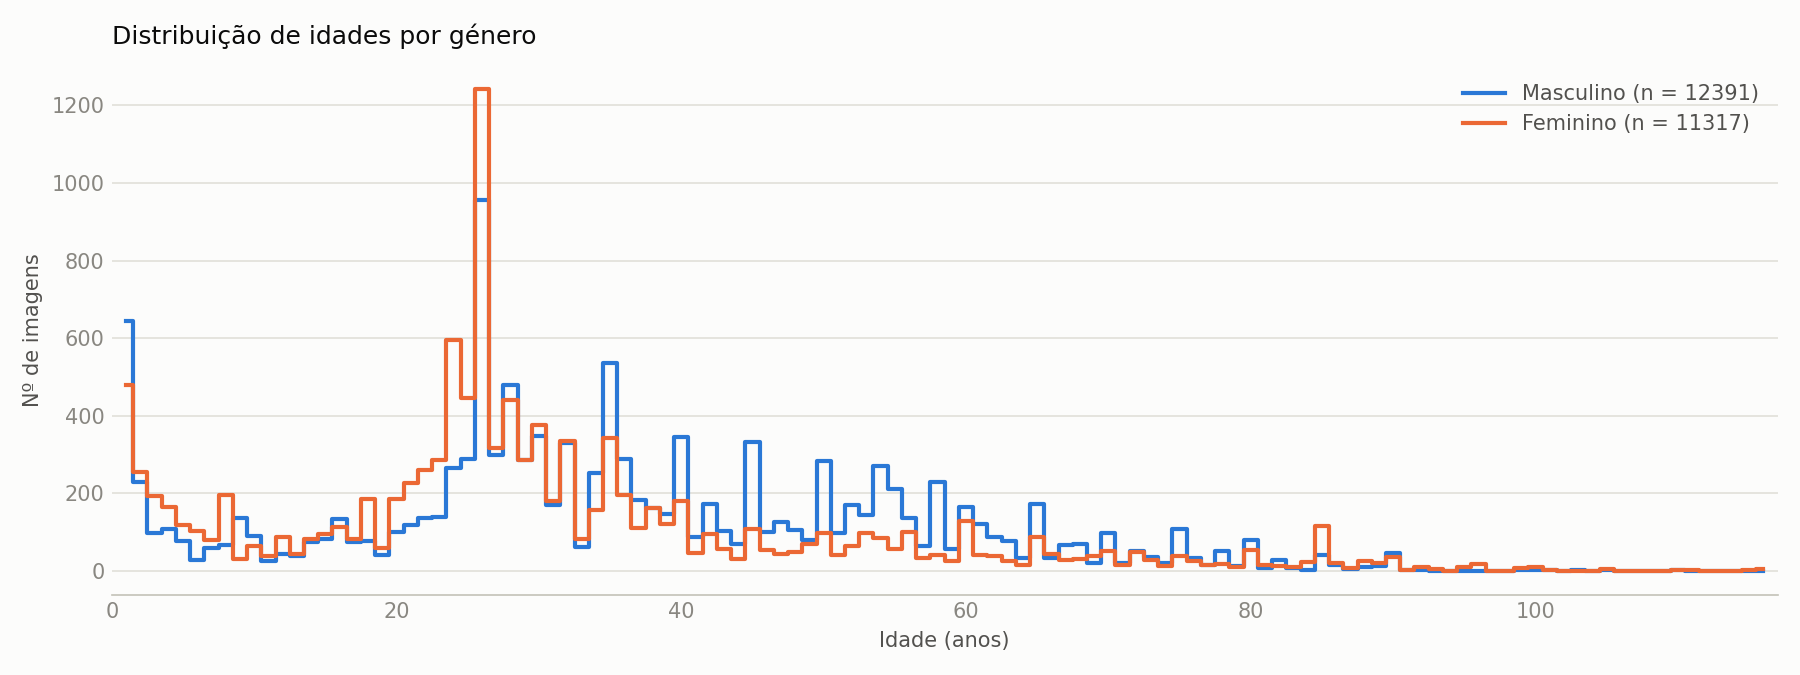 Distribuição de idades por género
Masculino (n = 12391)
Feminino (n = 11317)
Nº de imagens
1200
1000
800
600
400
200
0
0 20 40 60 80 100
Idade (anos)